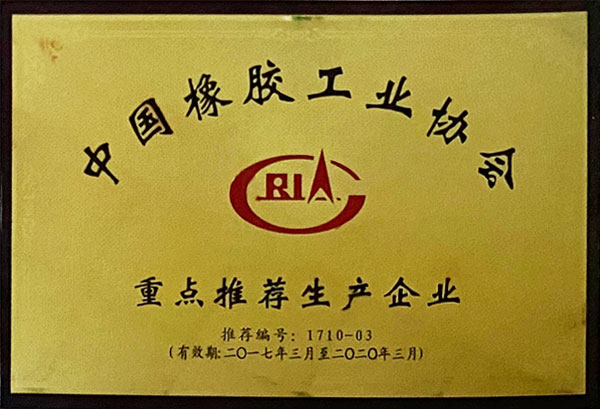 中国橡胶工业协会
CRIA
重点推荐生产企业
推荐编号：1710-03
(有效期:二〇一七年三月至二〇二〇年三月)